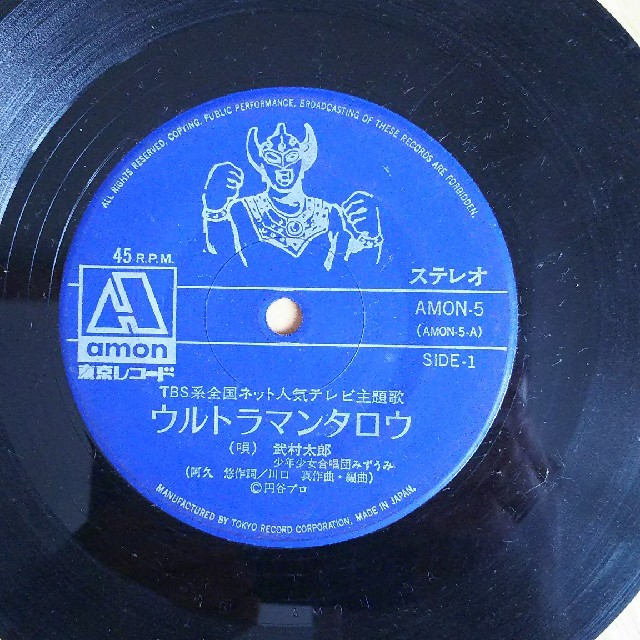 ALL RIGHTS RESERVED. COPYING. PUBLIC PERFORMANCE. BROADCASTING OF THESE RECORDS ARE FORBIDDEN.
45 R.P.M.
ステレオ
AMON-5
(AMON-5-A)
SIDE-1
amon
東京レコード
TBS系全国ネット人気テレビ主題歌
ウルトラマンタロウ
(唄) 武村太郎
少年少女合唱団みずうみ
(阿久 悠作詞/川口 真作曲・編曲)
©円谷プロ
MANUFACTURED BY TOKYO RECORD CORPORATION, MADE IN JAPAN.